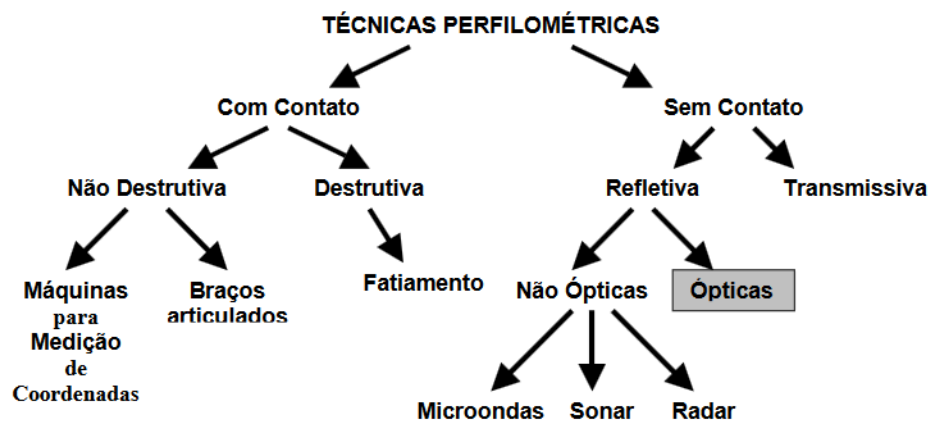 TÉCNICAS PERFILOMÉTRICAS
Com Contato
Sem Contato
Não Destrutiva
Destrutiva
Refletiva
Transmissiva
Máquinas
para
Medição
de
Coordenadas
Braços
articulados
Fatiamento
Não Ópticas
Ópticas
Microondas
Sonar
Radar